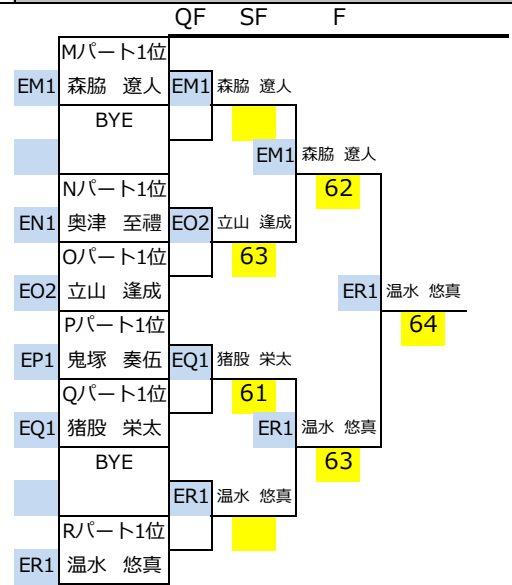 QF SF F
Mパート1位
EM1 森脇 遼人 EM1 森脇 遼人
BYE
EM1 森脇 遼人
Nパート1位 62
EN1 奥津 至禮 EO2 立山 逢成
Oパート1位 63
EO2 立山 逢成 ER1 温水 悠真
Pパート1位 64
EP1 鬼塚 奏伍 EQ1 猪股 栄太
Qパート1位 61
EQ1 猪股 栄太 ER1 温水 悠真
BYE 63
ER1 温水 悠真
Rパート1位
ER1 温水 悠真